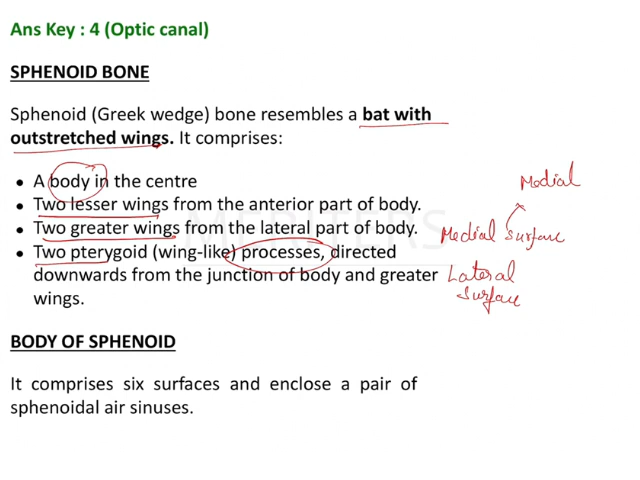 Ans Key : 4 (Optic canal)
SPHENOID BONE
Sphenoid (Greek wedge) bone resembles a bat with
outstretched wings. It comprises:
• A body in the centre
• Two lesser wings from the anterior part of body.
• Two greater wings from the lateral part of body.
• Two pterygoid (wing-like) processes, directed
downwards from the junction of body and greater
wings.
Medial
Medial surface
Lateral
Surface
BODY OF SPHENOID
It comprises six surfaces and enclose a pair of
sphenoidal air sinuses.